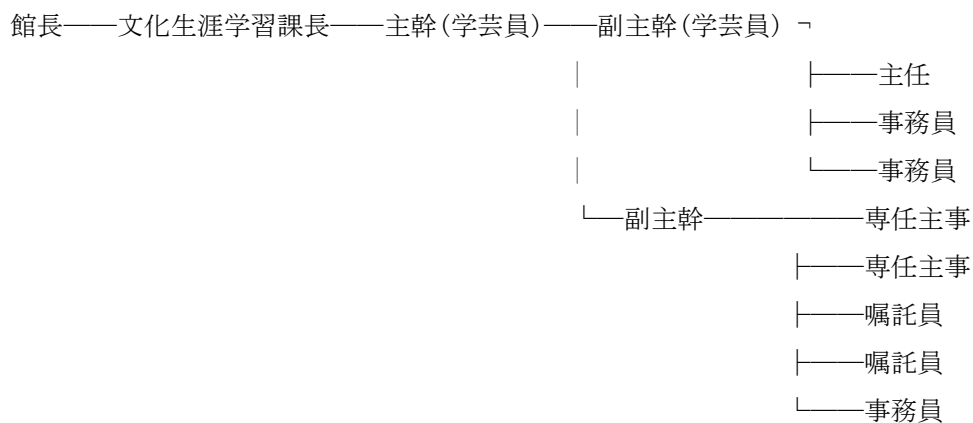 館長――文化生涯学習課長――主幹(学芸員)――副主幹(学芸員)┐
│ ├――主任
│ ├――事務員
│ └――事務員
└―副主幹――――――専任主事
├――専任主事
├――嘱託員
├――嘱託員
└――事務員